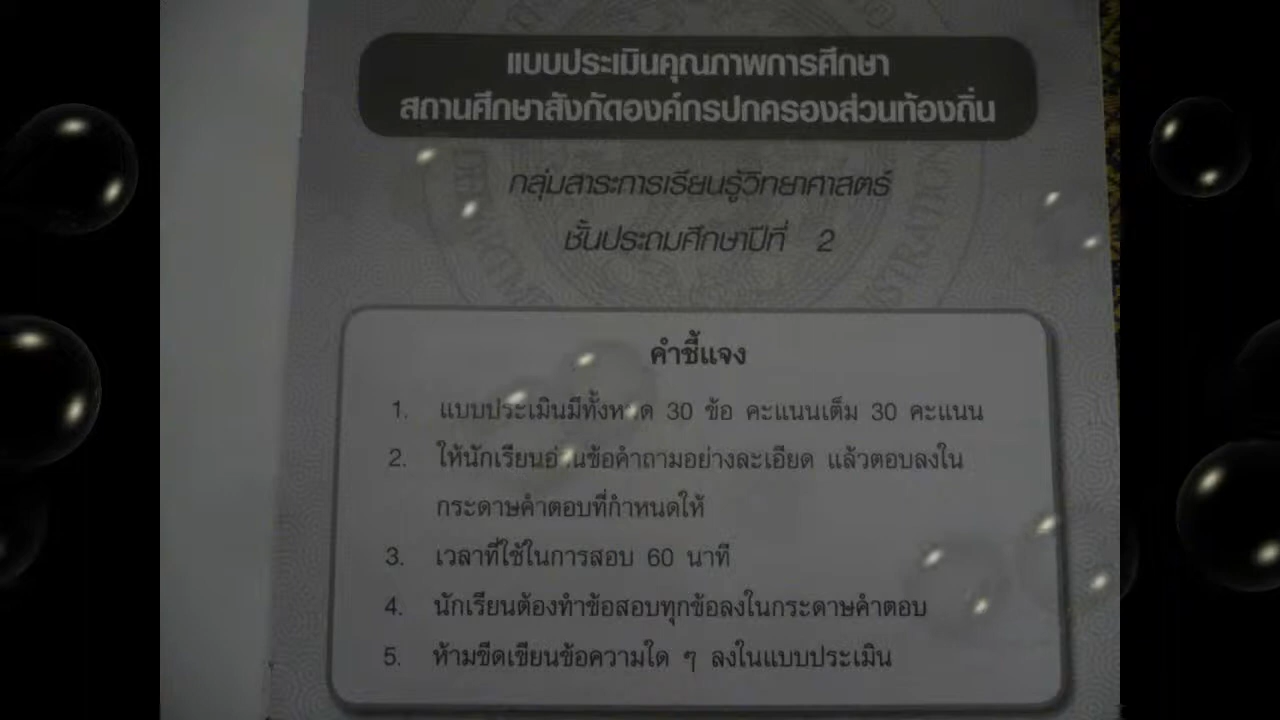 แบบประเมินคุณภาพการศึกษา
สถานศึกษาสังกัดองค์กรปกครองส่วนท้องถิ่น
กลุ่มสาระการเรียนรู้วิทยาศาสตร์
ชั้นประถมศึกษาปีที่ 2
คำชี้แจง
1. แบบประเมินมีทั้งหมด 30 ข้อ คะแนนเต็ม 30 คะแนน
2. ให้นักเรียนอ่านข้อคำถามอย่างละเอียด แล้วตอบลงใน
กระดาษคำตอบที่กำหนดให้
3. เวลาที่ใช้ในการสอบ 60 นาที
4. นักเรียนต้องทำข้อสอบทุกข้อลงในกระดาษคำตอบ
5. ห้ามขีดเขียนข้อความใด ๆ ลงในแบบประเมิน